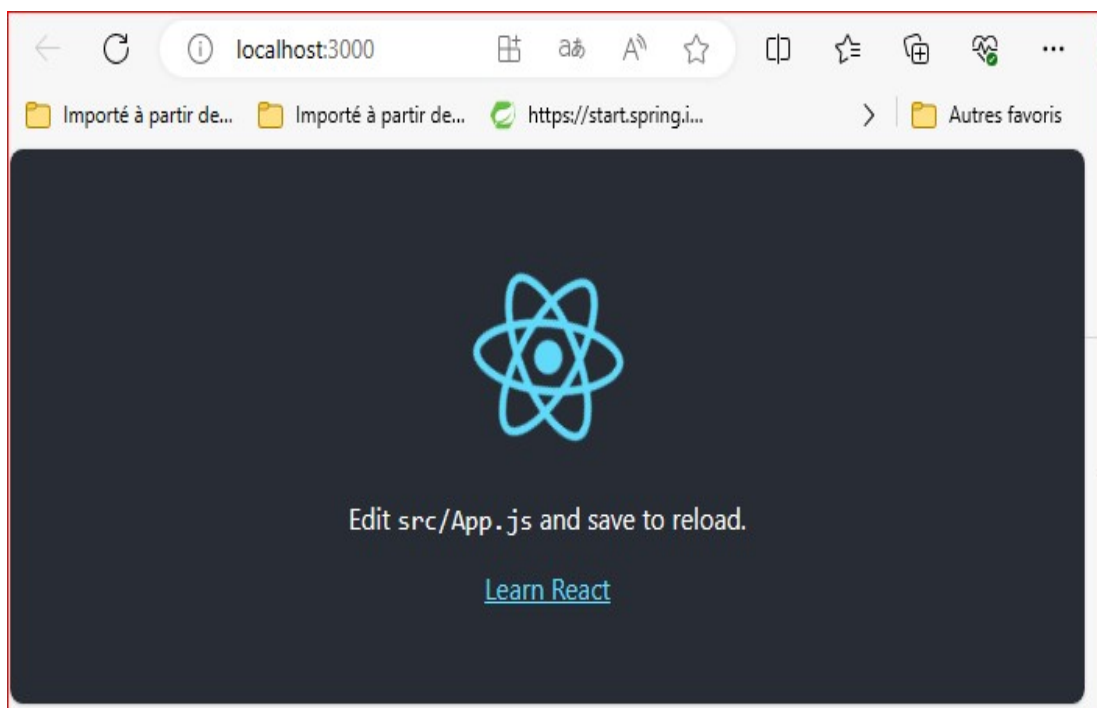 localhost:3000
Importé à partir de... Importé à partir de... https://start.spring.i... Autres favoris
Edit src/App.js and save to reload.
Learn React